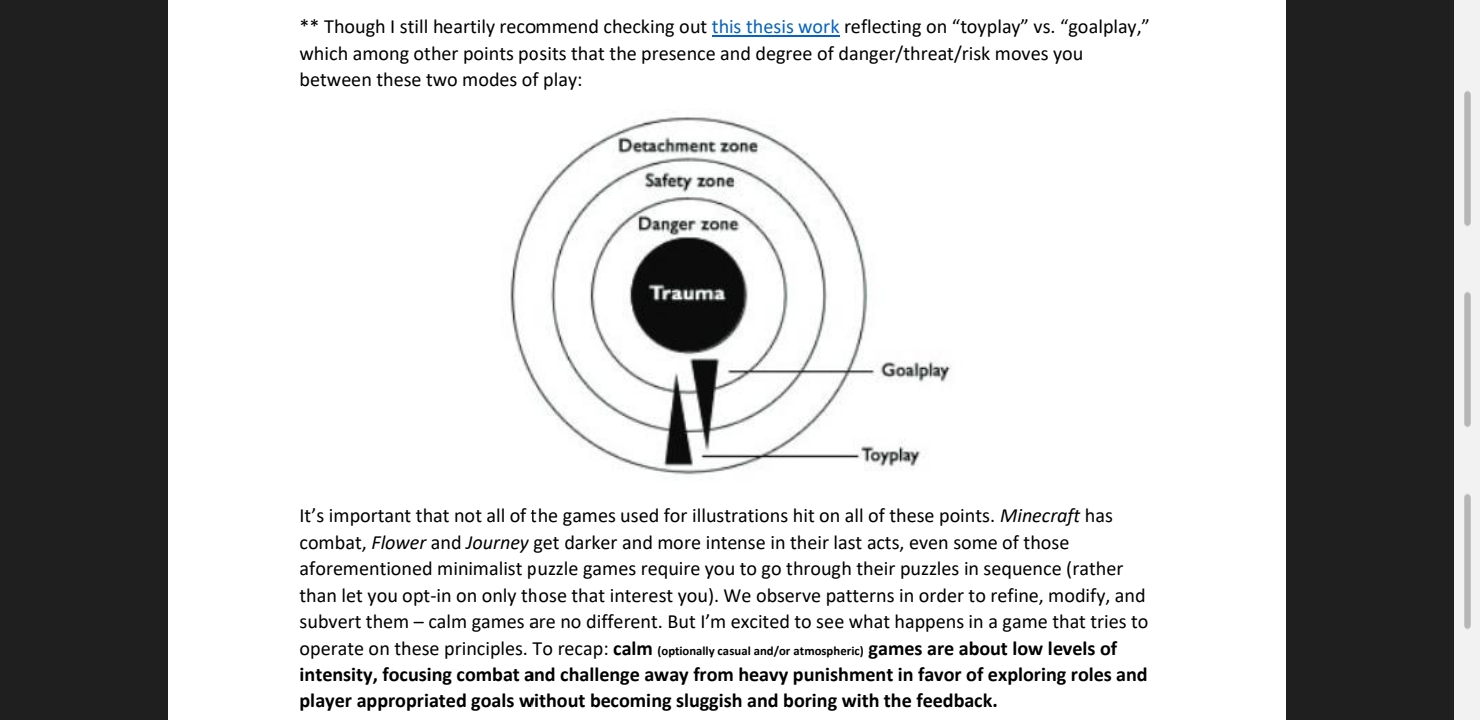 ** Though I still heartily recommend checking out this thesis work reflecting on “toyplay” vs. “goalplay,”
which among other points posits that the presence and degree of danger/threat/risk moves you
between these two modes of play:
Detachment zone
Safety zone
Danger zone
Trauma
Goalplay
Toyplay
It’s important that not all of the games used for illustrations hit on all of these points. Minecraft has
combat, Flower and Journey get darker and more intense in their last acts, even some of those
aforementioned minimalist puzzle games require you to go through their puzzles in sequence (rather
than let you opt-in on only those that interest you). We observe patterns in order to refine, modify, and
subvert them – calm games are no different. But I’m excited to see what happens in a game that tries to
operate on these principles. To recap: calm (optionally casual and/or atmospheric) games are about low levels of
intensity, focusing combat and challenge away from heavy punishment in favor of exploring roles and
player appropriated goals without becoming sluggish and boring with the feedback.